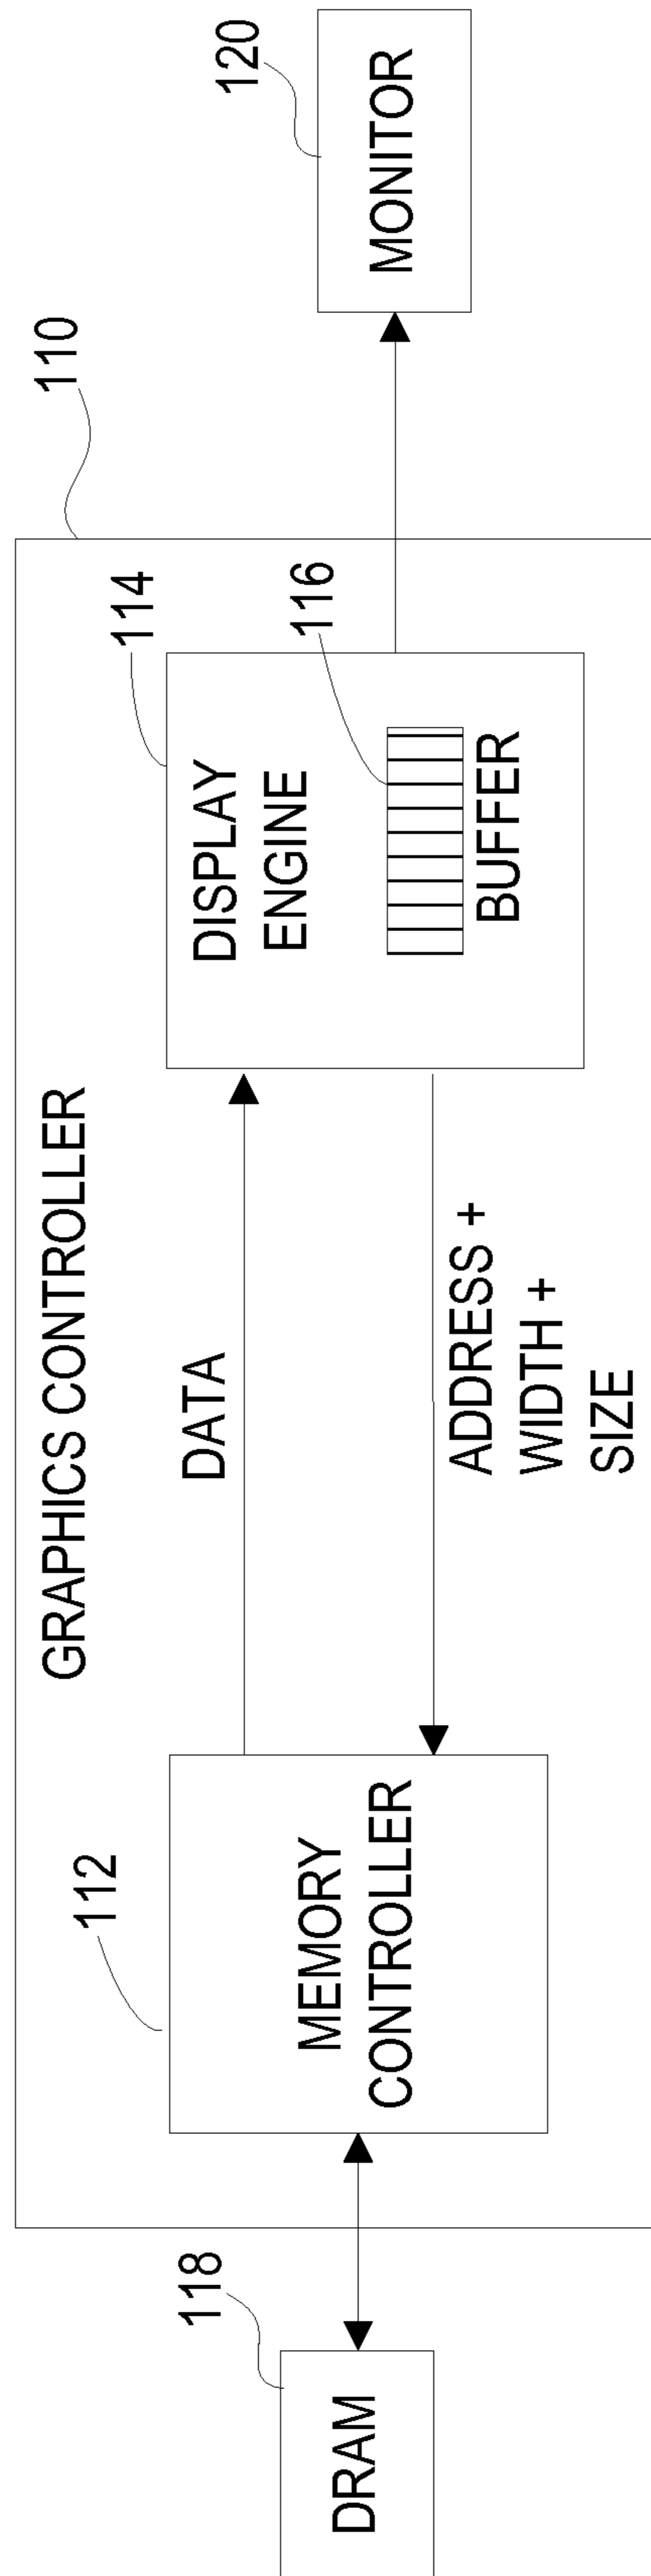 GRAPHICS CONTROLLER
110
118
DRAM
112
MEMORY
CONTROLLER
DATA
ADDRESS +
WIDTH +
SIZE
114
DISPLAY
ENGINE
116
BUFFER
120
MONITOR